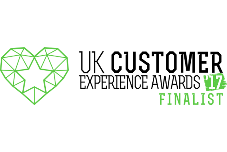 UK CUSTOMER
EXPERIENCE AWARDS '17
FINALIST